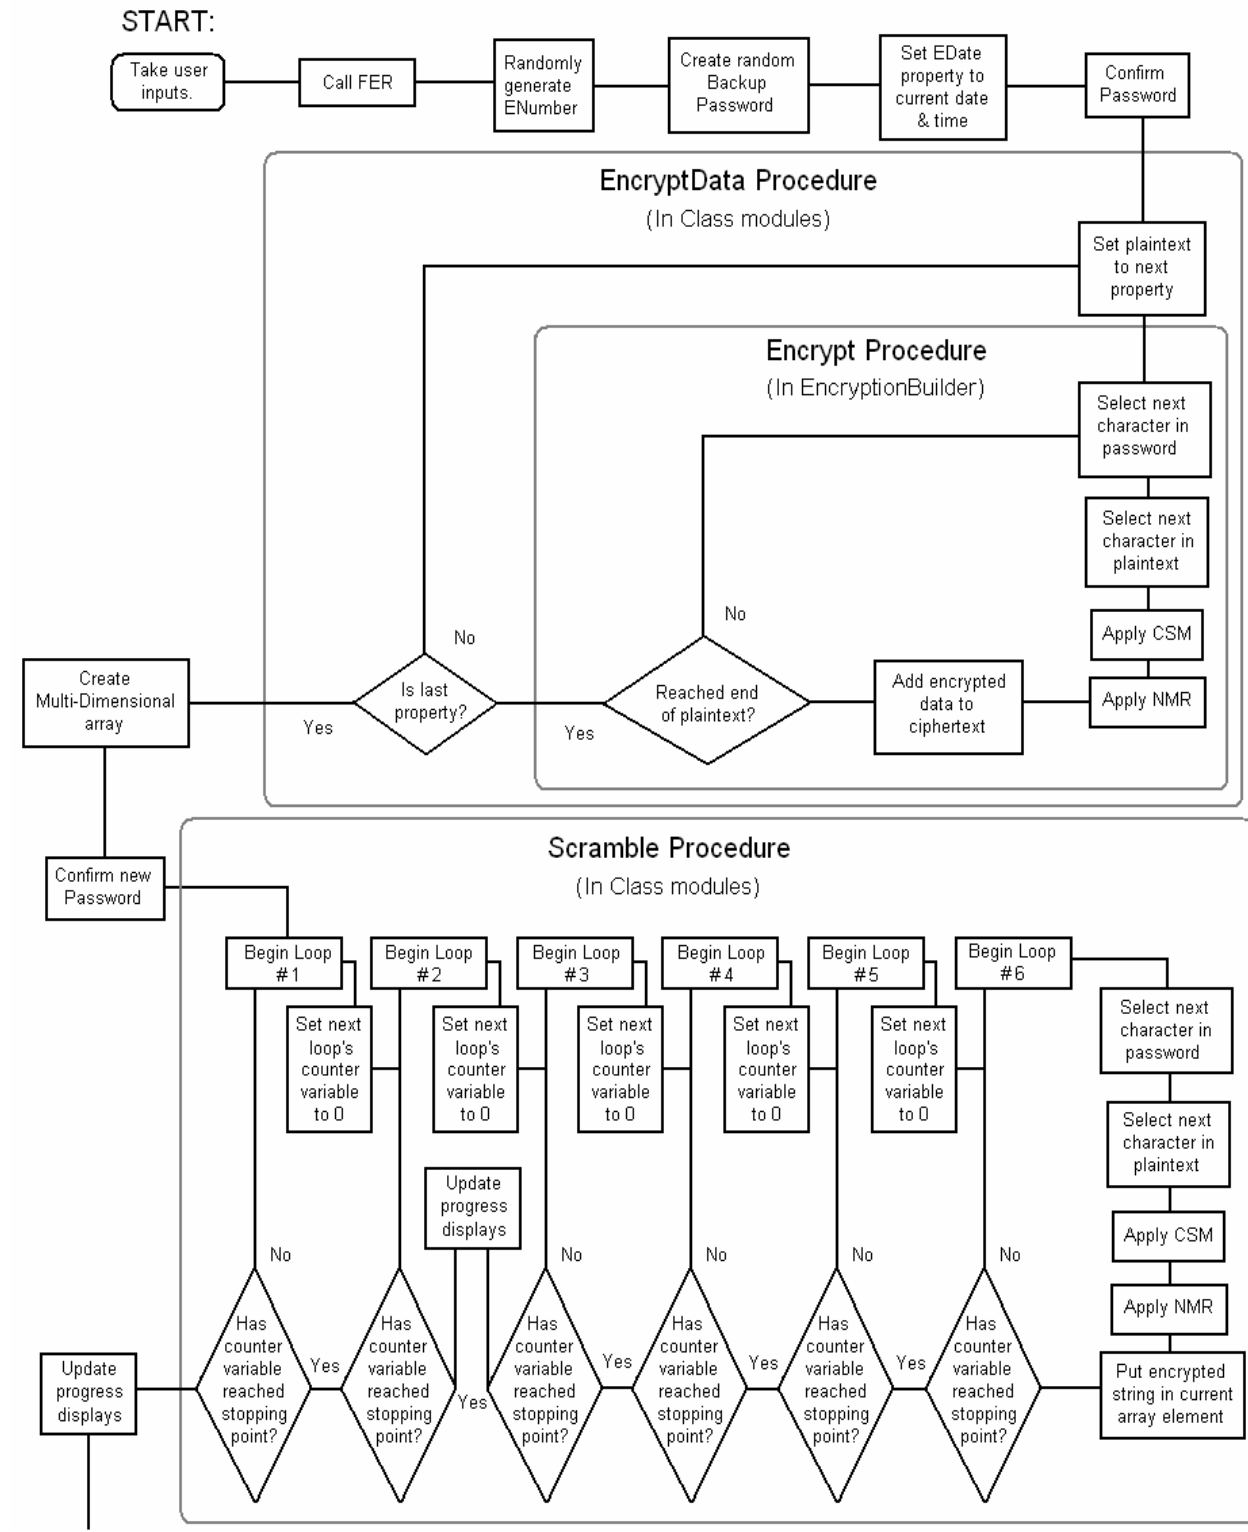 START:
Take user
inputs.
Call FER
Randomly
generate
ENumber
Create random
Backup
Password
Set EDate
property to
current date
& time
Confirm
Password
EncryptData Procedure
(In Class modules)
Set plaintext
to next
property
Encrypt Procedure
(In EncryptionBuilder)
Select next
character in
password
Select next
character in
plaintext
Apply CSM
Apply NMR
Add encrypted
data to
ciphertext
Reached end
of plaintext?
No
Yes
Is last
property?
No
Yes
Create
Multi-Dimensional
array
Confirm new
Password
Scramble Procedure
(In Class modules)
Begin Loop
#1
Begin Loop
#2
Begin Loop
#3
Begin Loop
#4
Begin Loop
#5
Begin Loop
#6
Set next
loop's
counter
variable
to 0
Set next
loop's
counter
variable
to 0
Set next
loop's
counter
variable
to 0
Set next
loop's
counter
variable
to 0
Set next
loop's
counter
variable
to 0
Select next
character in
password
Select next
character in
plaintext
Apply CSM
Apply NMR
Put encrypted
string in current
array element
Update
progress
displays
No
No
No
No
No
Has
counter
variable
reached
stopping
point?
Yes
Has
counter
variable
reached
stopping
point?
Yes
Has
counter
variable
reached
stopping
point?
Yes
Has
counter
variable
reached
stopping
point?
Yes
Has
counter
variable
reached
stopping
point?
Yes
Has
counter
variable
reached
stopping
point?
Update
progress
displays